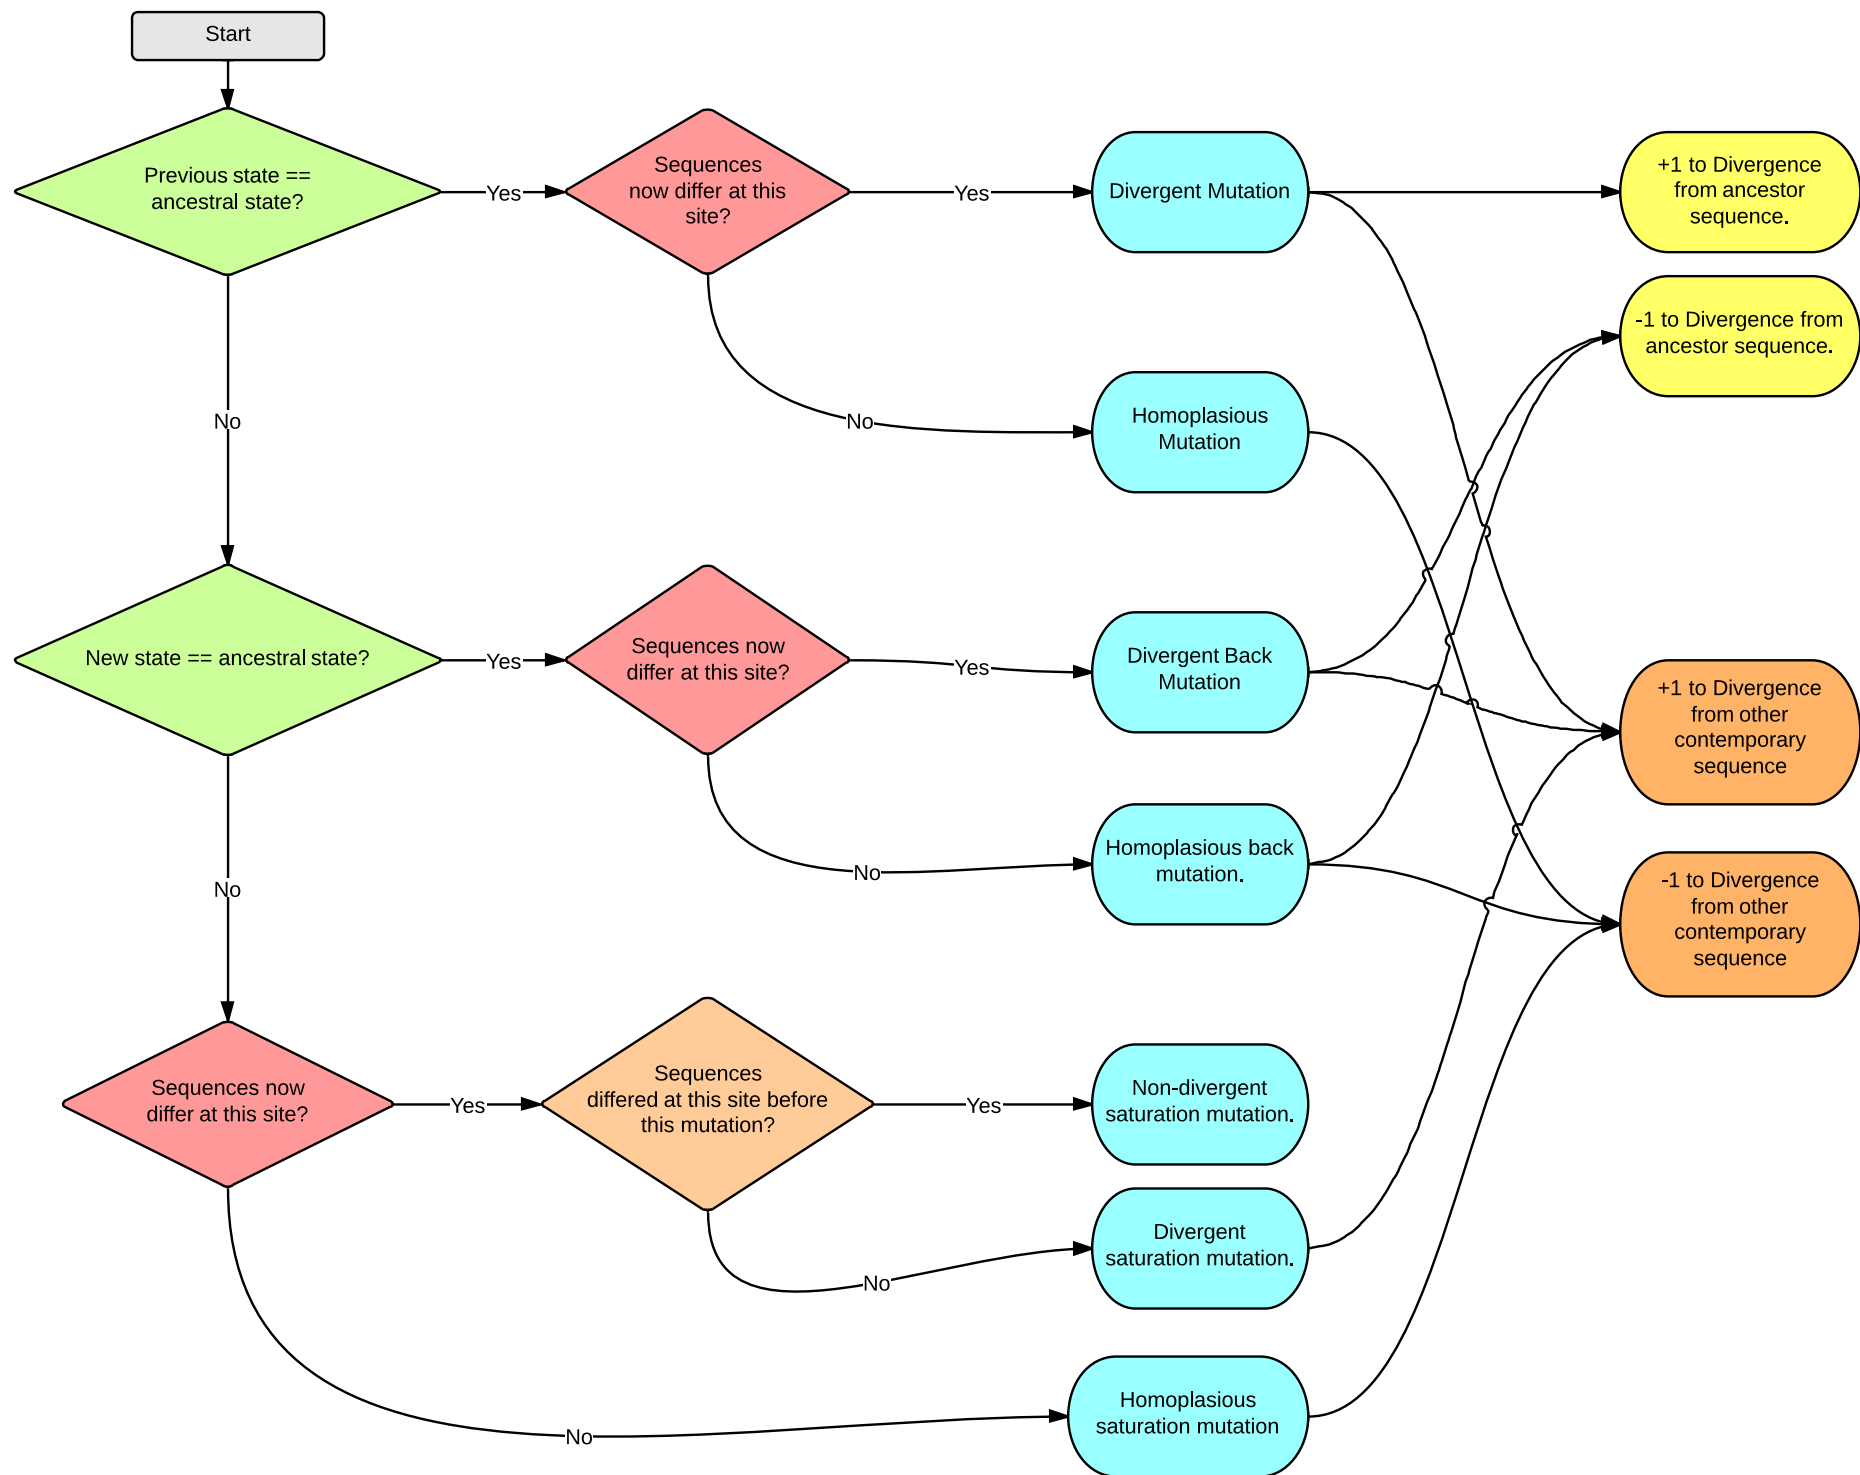 Start
Previous state ==
ancestral state?
Yes
Sequences
now differ at this
site?
Yes
Divergent Mutation
+1 to Divergence
from ancestor
sequence.
-1 to Divergence from
ancestor sequence.
No
No
Homoplasious
Mutation
New state == ancestral state?
Yes
Sequences now
differ at this site?
Yes
Divergent Back
Mutation
+1 to Divergence
from other
contemporary
sequence
No
No
Homoplasious back
mutation.
-1 to Divergence
from other
contemporary
sequence
Sequences now
differ at this site?
Yes
Sequences
differed at this site before
this mutation?
Yes
Non-divergent
saturation mutation.
No
Divergent
saturation mutation.
No
Homoplasious
saturation mutation